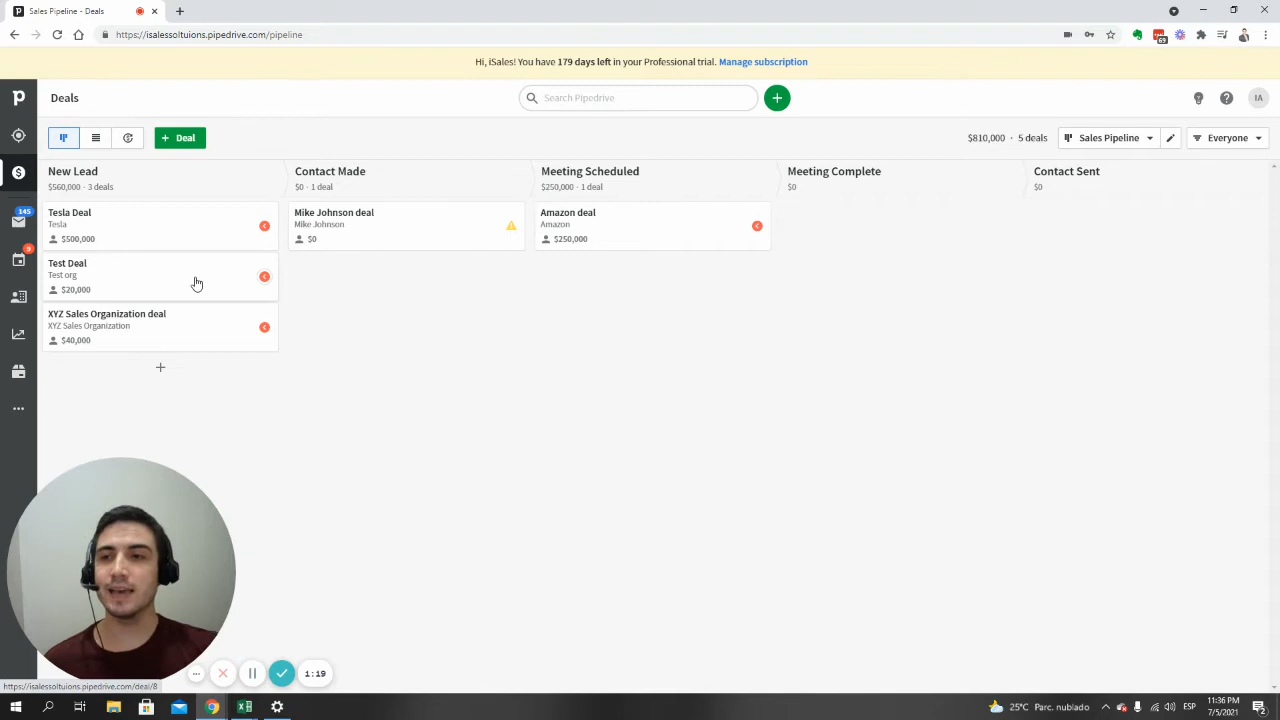 Sales Pipeline - Deals
https://isalessoltuions.pipedrive.com/pipeline
69
Hi, iSales! You have 179 days left in your Professional trial. Manage subscription
Deals
Search Pipedrive
IA
Deal
$810,000 · 5 deals
Sales Pipeline
Everyone
New Lead
$560,000 · 3 deals
Contact Made
$0 · 1 deal
Meeting Scheduled
$250,000 · 1 deal
Meeting Complete
$0
Contact Sent
$0
Tesla Deal
Tesla
$500,000
Mike Johnson deal
Mike Johnson
$0
Amazon deal
Amazon
$250,000
145
9
Test Deal
Test org
$20,000
XYZ Sales Organization deal
XYZ Sales Organization
$40,000
1:19
https://isalessoltuions.pipedrive.com/deal/8
25°C Parc. nublado
ESP
11:36 PM
7/5/2021
2